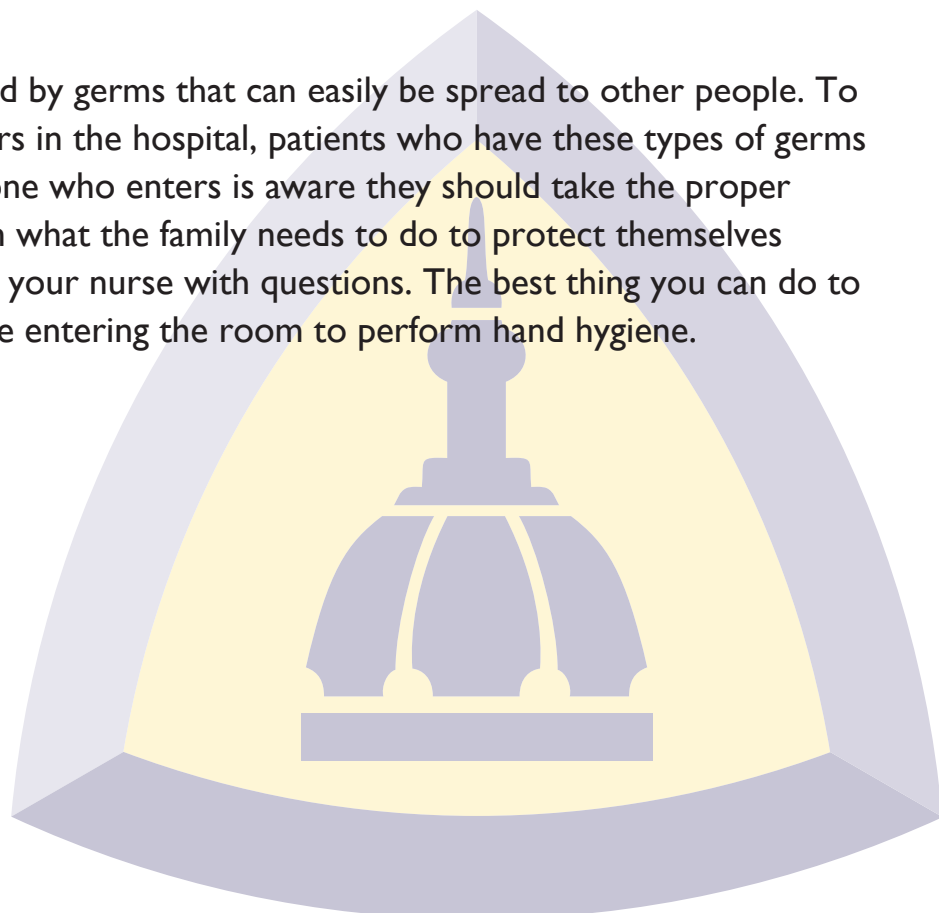 d by germs that can easily be spread to other people. To
rs in the hospital, patients who have these types of germs
one who enters is aware they should take the proper
n what the family needs to do to protect themselves
your nurse with questions. The best thing you can do to
e entering the room to perform hand hygiene.